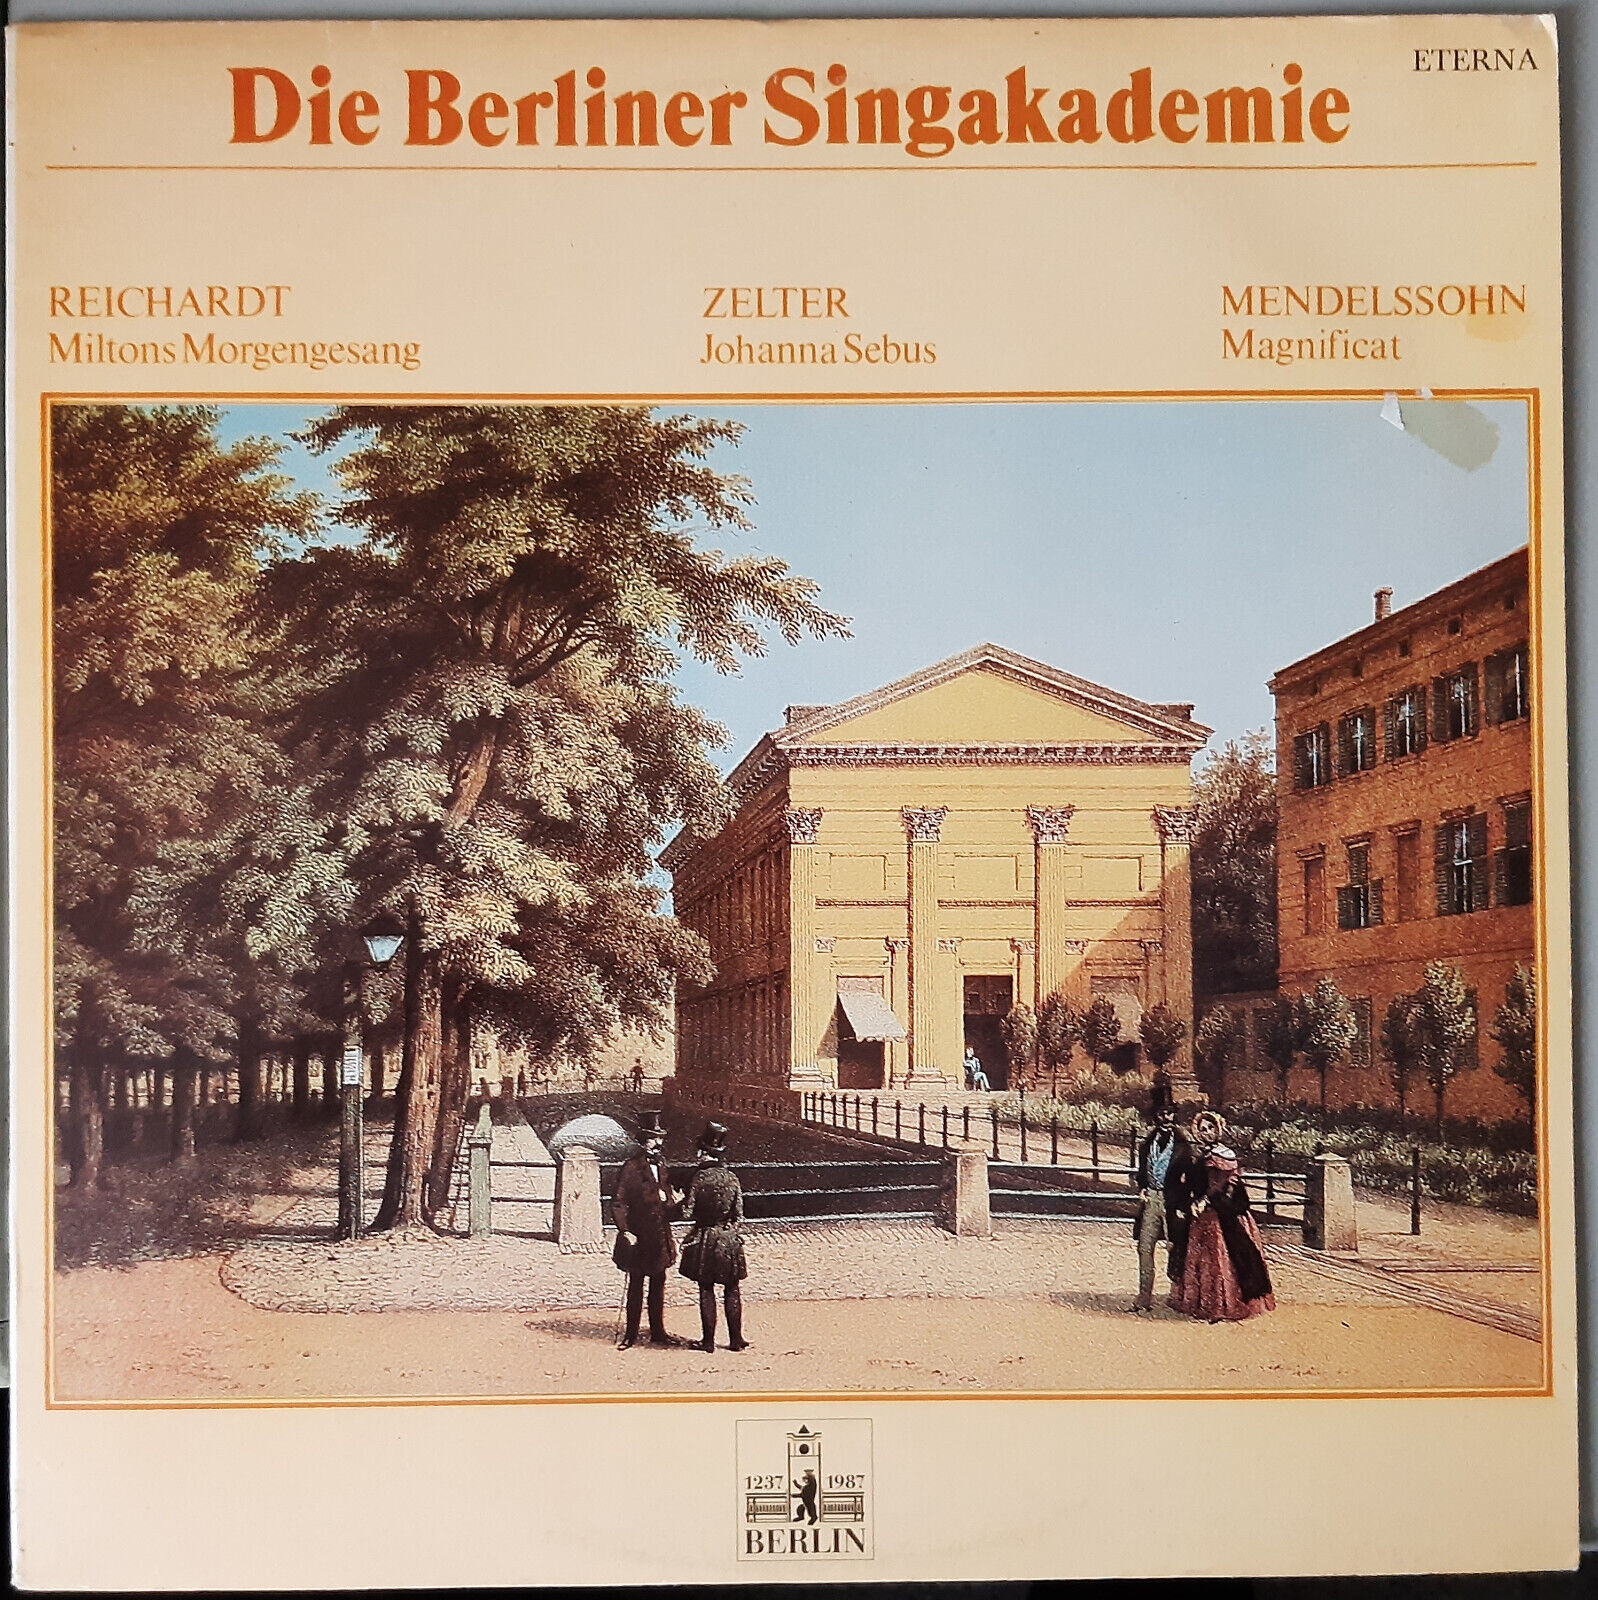 ETERNA
Die Berliner Singakademie
REICHARDT
Miltons Morgengesang
ZELTER
Johanna Sebus
MENDELSSOHN
Magnificat
1237 1987
BERLIN